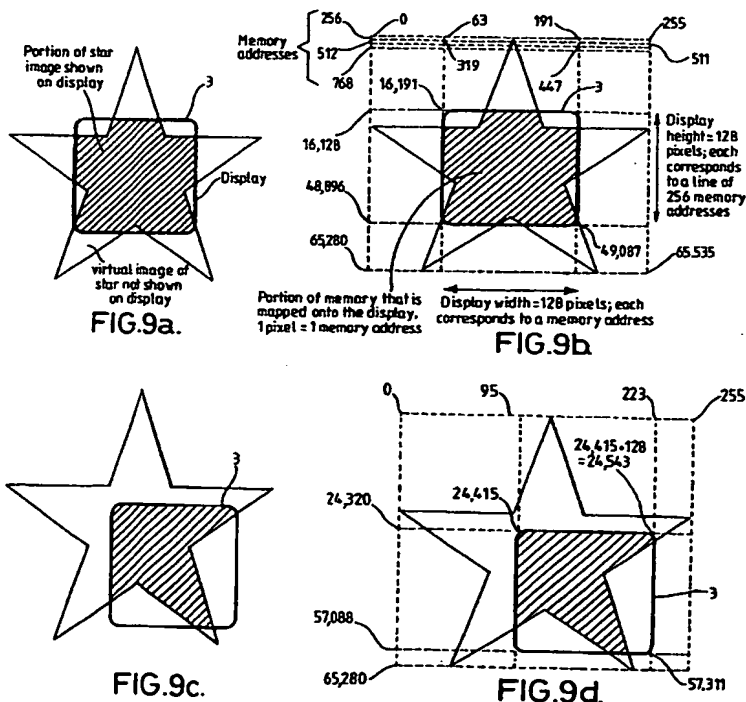 Portion of star
image shown
on display
3
Display
virtual image of
star not shown
on display
FIG.9a.
Memory
addresses
256
0
63
191
255
512
319
447
511
768
16,191
3
16,128
48,896
65,280
Display
height=128
pixels; each
corresponds
to a line of
256 memory
addresses
49,087
65.535
Portion of memory that is
mapped onto the display,
1 pixel = 1 memory address
Display width=128 pixels; each
corresponds to a memory address
FIG.9b.
3
FIG.9c.
0
95
223
255
24,415+128
=24,543
24,320
24,415
3
57,088
65,280
57,311
FIG.9d.